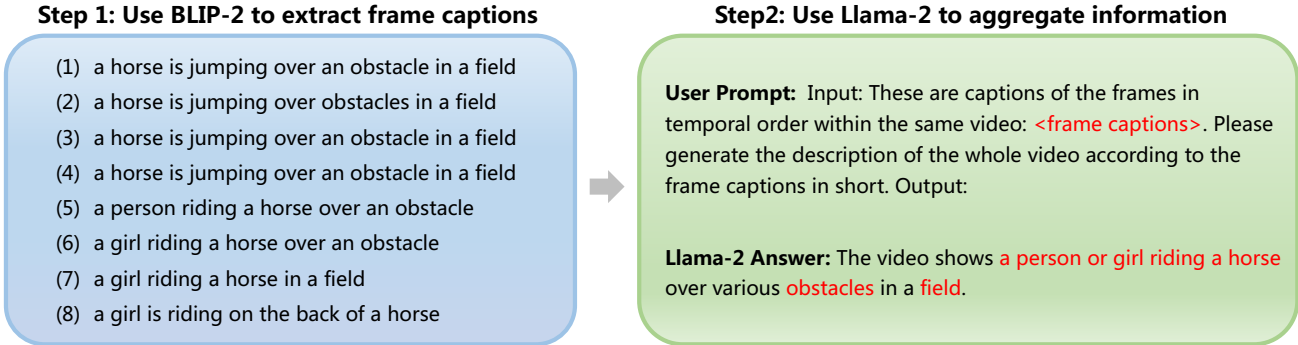 Step 1: Use BLIP-2 to extract frame captions
(1) a horse is jumping over an obstacle in a field
(2) a horse is jumping over obstacles in a field
(3) a horse is jumping over an obstacle in a field
(4) a horse is jumping over an obstacle in a field
(5) a person riding a horse over an obstacle
(6) a girl riding a horse over an obstacle
(7) a girl riding a horse in a field
(8) a girl is riding on the back of a horse
Step2: Use Llama-2 to aggregate information
User Prompt: Input: These are captions of the frames in
temporal order within the same video: <frame captions>. Please
generate the description of the whole video according to the
frame captions in short. Output:
Llama-2 Answer: The video shows a person or girl riding a horse
over various obstacles in a field.